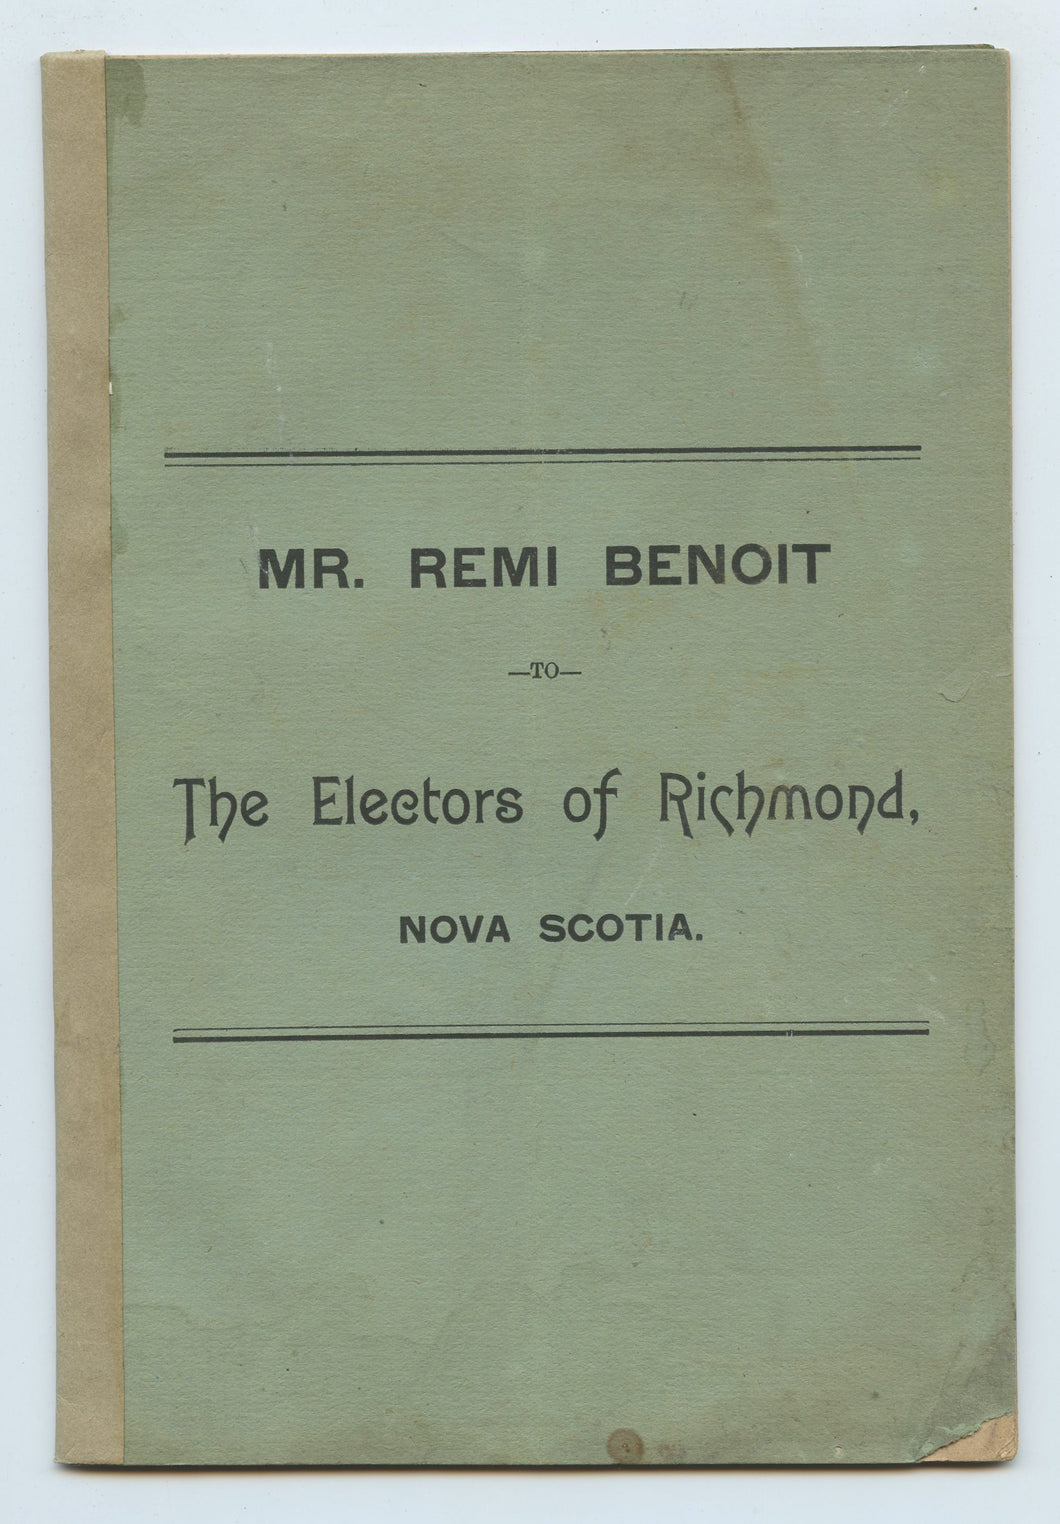 MR. REMI BENOIT
—TO—
The Electors of Richmond,
NOVA SCOTIA.